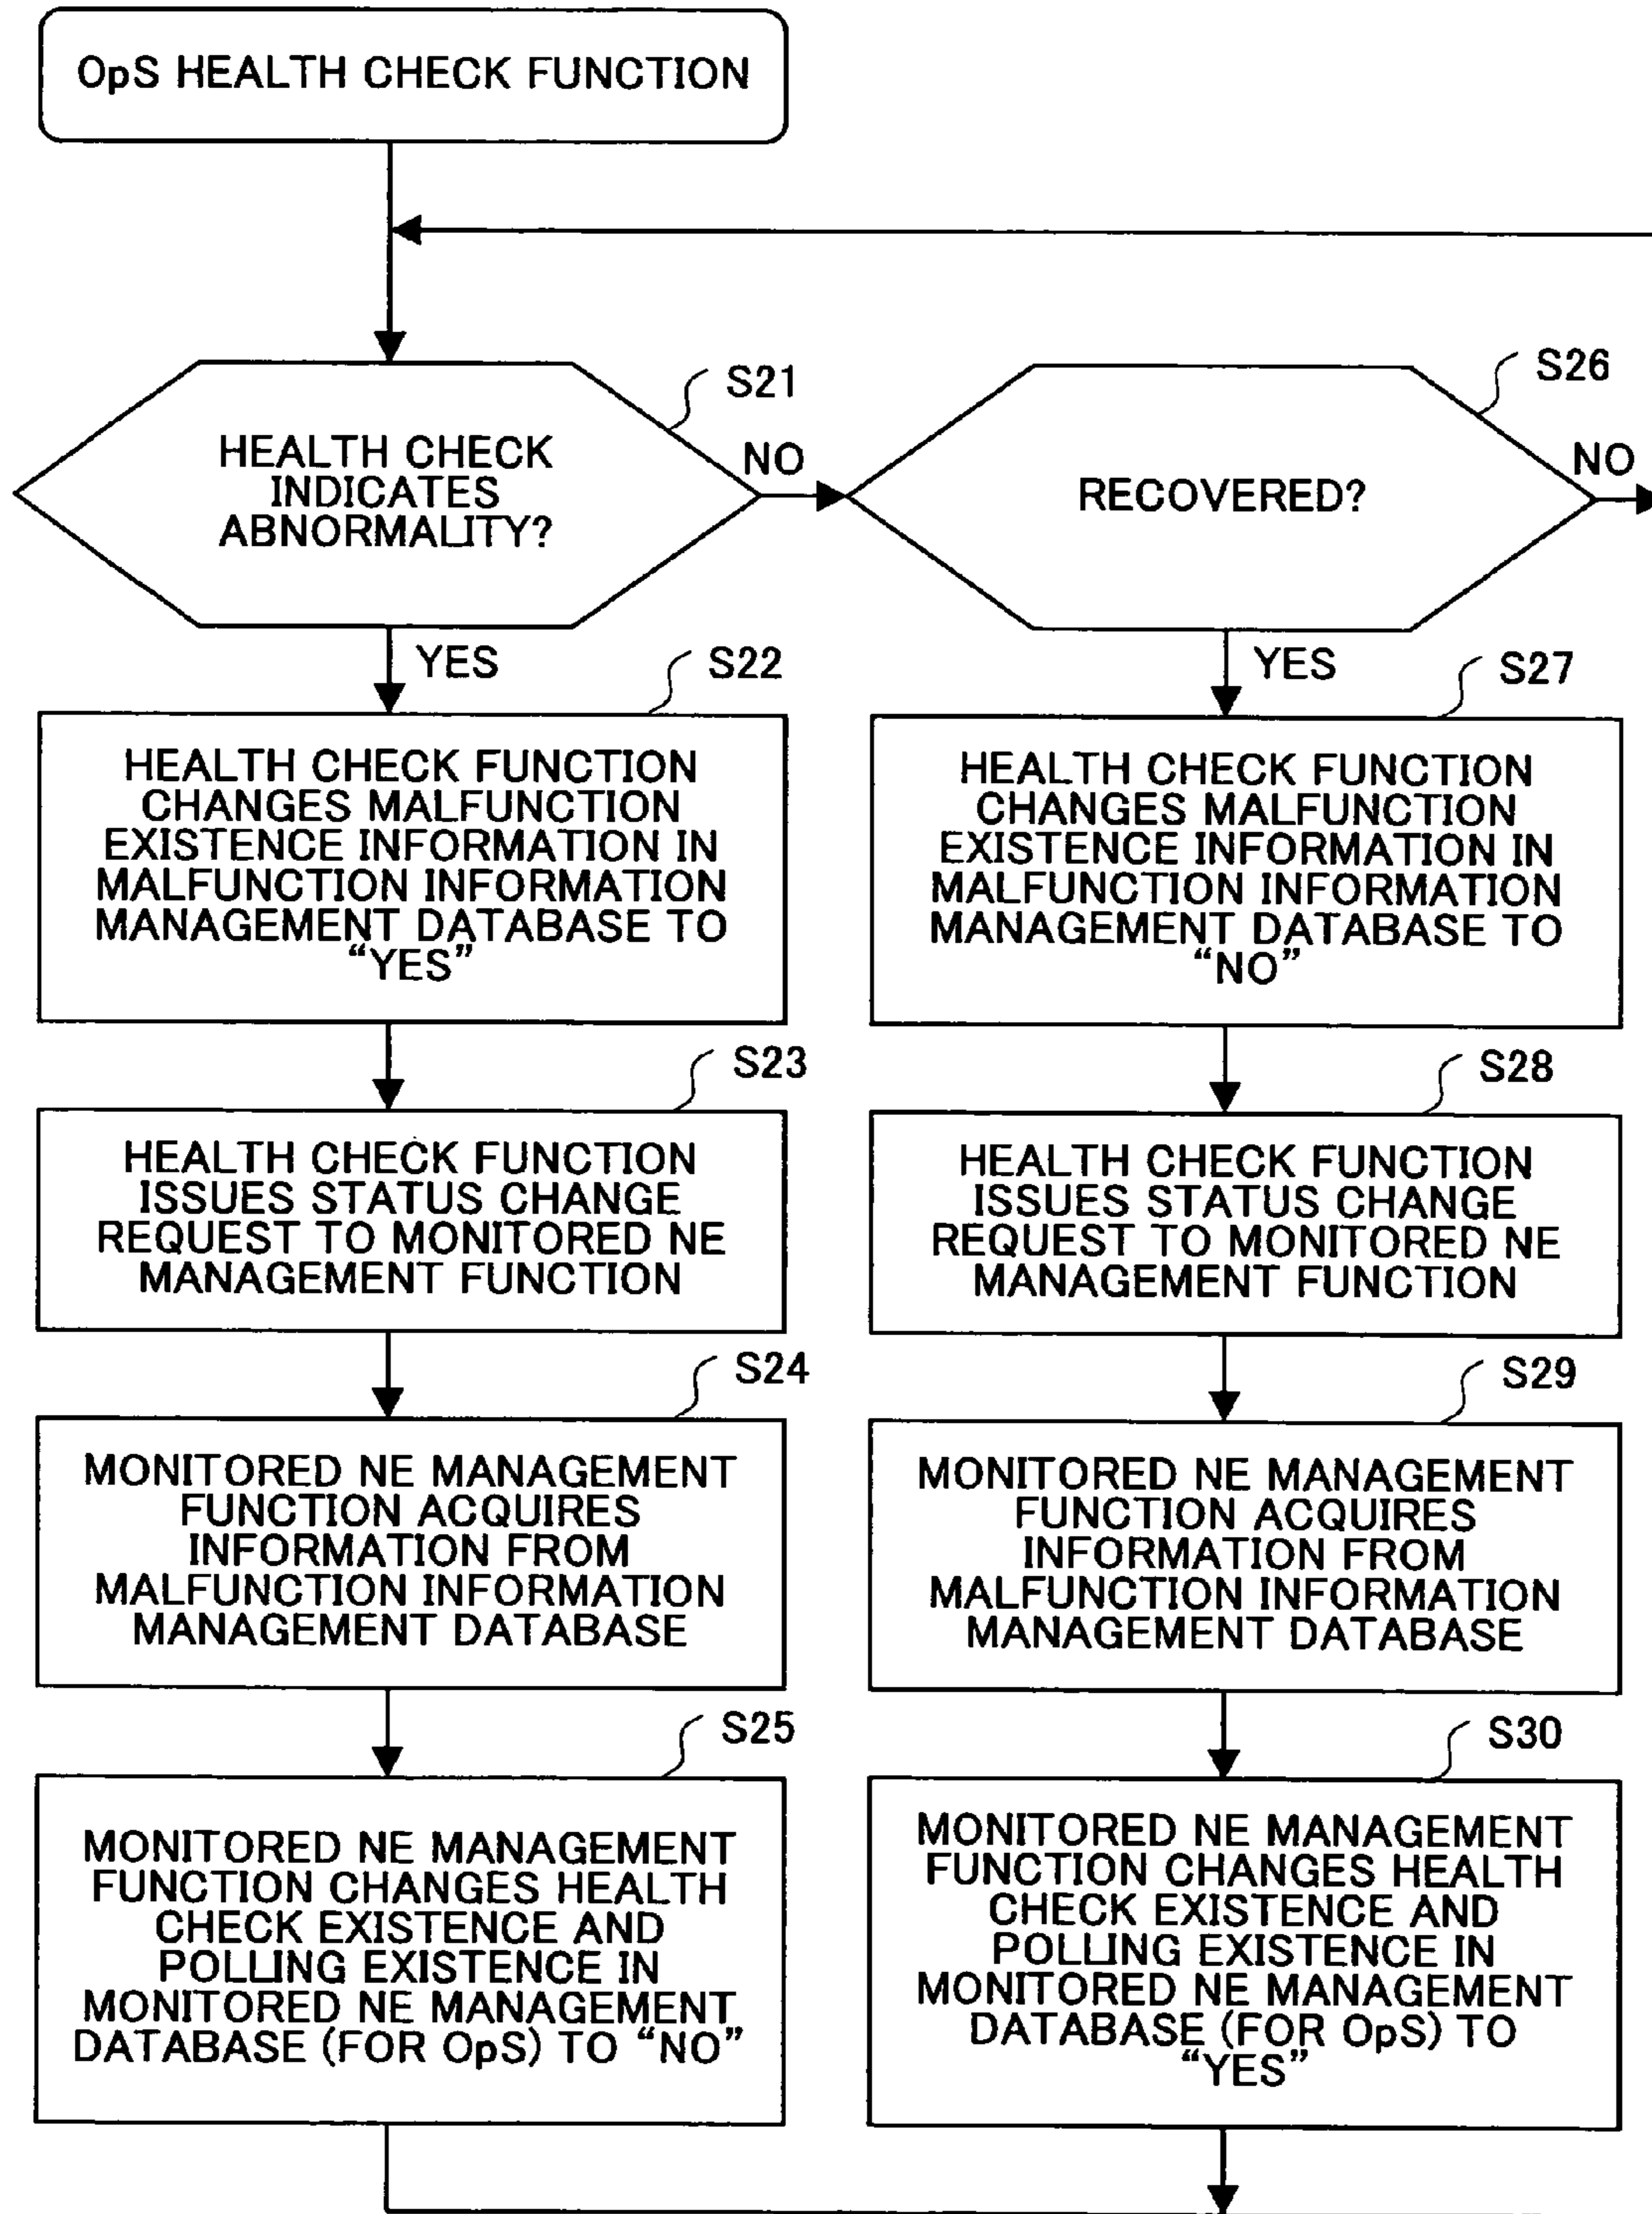 OpS HEALTH CHECK FUNCTION
S21
HEALTH CHECK
INDICATES
ABNORMALITY?
NO
YES
S26
RECOVERED?
NO
YES
S22
HEALTH CHECK FUNCTION
CHANGES MALFUNCTION
EXISTENCE INFORMATION IN
MALFUNCTION INFORMATION
MANAGEMENT DATABASE TO
“YES”
S27
HEALTH CHECK FUNCTION
CHANGES MALFUNCTION
EXISTENCE INFORMATION IN
MALFUNCTION INFORMATION
MANAGEMENT DATABASE TO
“NO”
S23
HEALTH CHECK FUNCTION
ISSUES STATUS CHANGE
REQUEST TO MONITORED NE
MANAGEMENT FUNCTION
S28
HEALTH CHECK FUNCTION
ISSUES STATUS CHANGE
REQUEST TO MONITORED NE
MANAGEMENT FUNCTION
S24
MONITORED NE MANAGEMENT
FUNCTION ACQUIRES
INFORMATION FROM
MALFUNCTION INFORMATION
MANAGEMENT DATABASE
S29
MONITORED NE MANAGEMENT
FUNCTION ACQUIRES
INFORMATION FROM
MALFUNCTION INFORMATION
MANAGEMENT DATABASE
S25
MONITORED NE MANAGEMENT
FUNCTION CHANGES HEALTH
CHECK EXISTENCE AND
POLLING EXISTENCE IN
MONITORED NE MANAGEMENT
DATABASE (FOR OpS) TO “NO”
S30
MONITORED NE MANAGEMENT
FUNCTION CHANGES HEALTH
CHECK EXISTENCE AND
POLLING EXISTENCE IN
MONITORED NE MANAGEMENT
DATABASE (FOR OpS) TO
“YES”